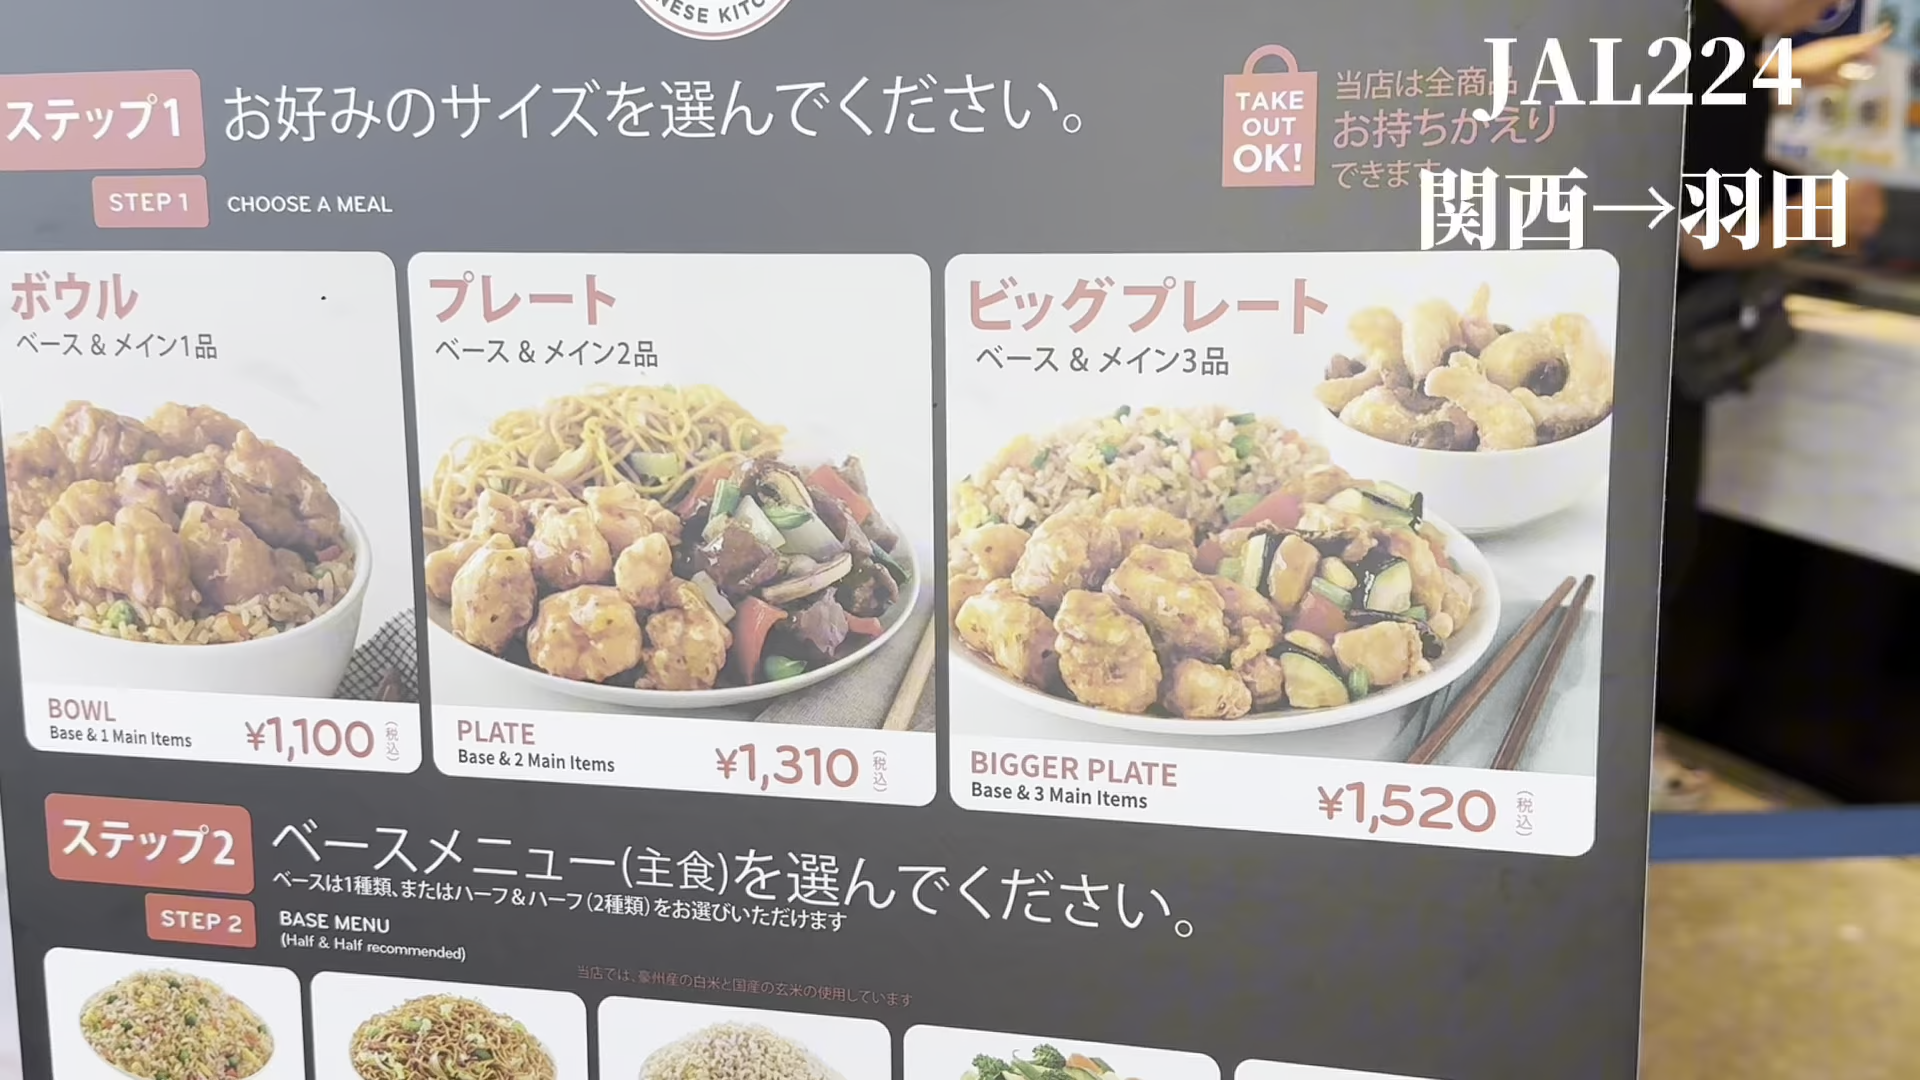 NESE KITC
JAL224
関西→羽田
ステップ1
お好みのサイズを選んでください。
STEP 1
CHOOSE A MEAL
TAKE
OUT
OK!
当店は全商品
お持ちかえり
できます
ボウル
ベース & メイン1品
BOWL
Base & 1 Main Items
¥1,100
(税込)
プレート
ベース & メイン2品
PLATE
Base & 2 Main Items
¥1,310
(税込)
ビッグプレート
ベース & メイン3品
BIGGER PLATE
Base & 3 Main Items
¥1,520
(税込)
ステップ2
ベースメニュー(主食)を選んでください。
ベースは1種類、またはハーフ&ハーフ(2種類)をお選びいただけます
STEP 2
BASE MENU
(Half & Half recommended)
当店では、豪州産の白米と国産の玄米の使用しています